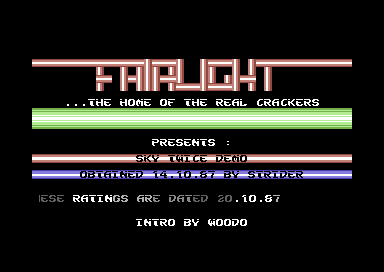 FAIRLIGHT
...THE HOME OF THE REAL CRACKERS
PRESENTS :
SKY TWICE DEMO
OBTAINED 14.10.87 BY STRIDER
ESE RATINGS ARE DATED 20.10.87
INTRO BY WOODO